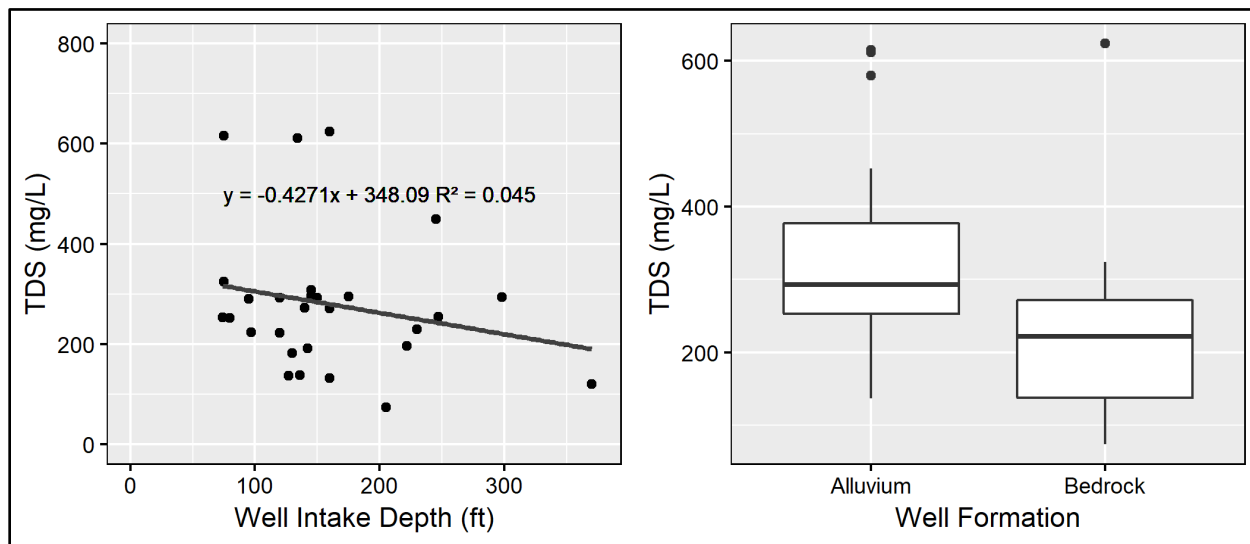 800
600
400
200
0
TDS (mg/L)
y = -0.4271x + 348.09 R² = 0.045
0 100 200 300
Well Intake Depth (ft)
600
400
200
TDS (mg/L)
Alluvium Bedrock
Well Formation